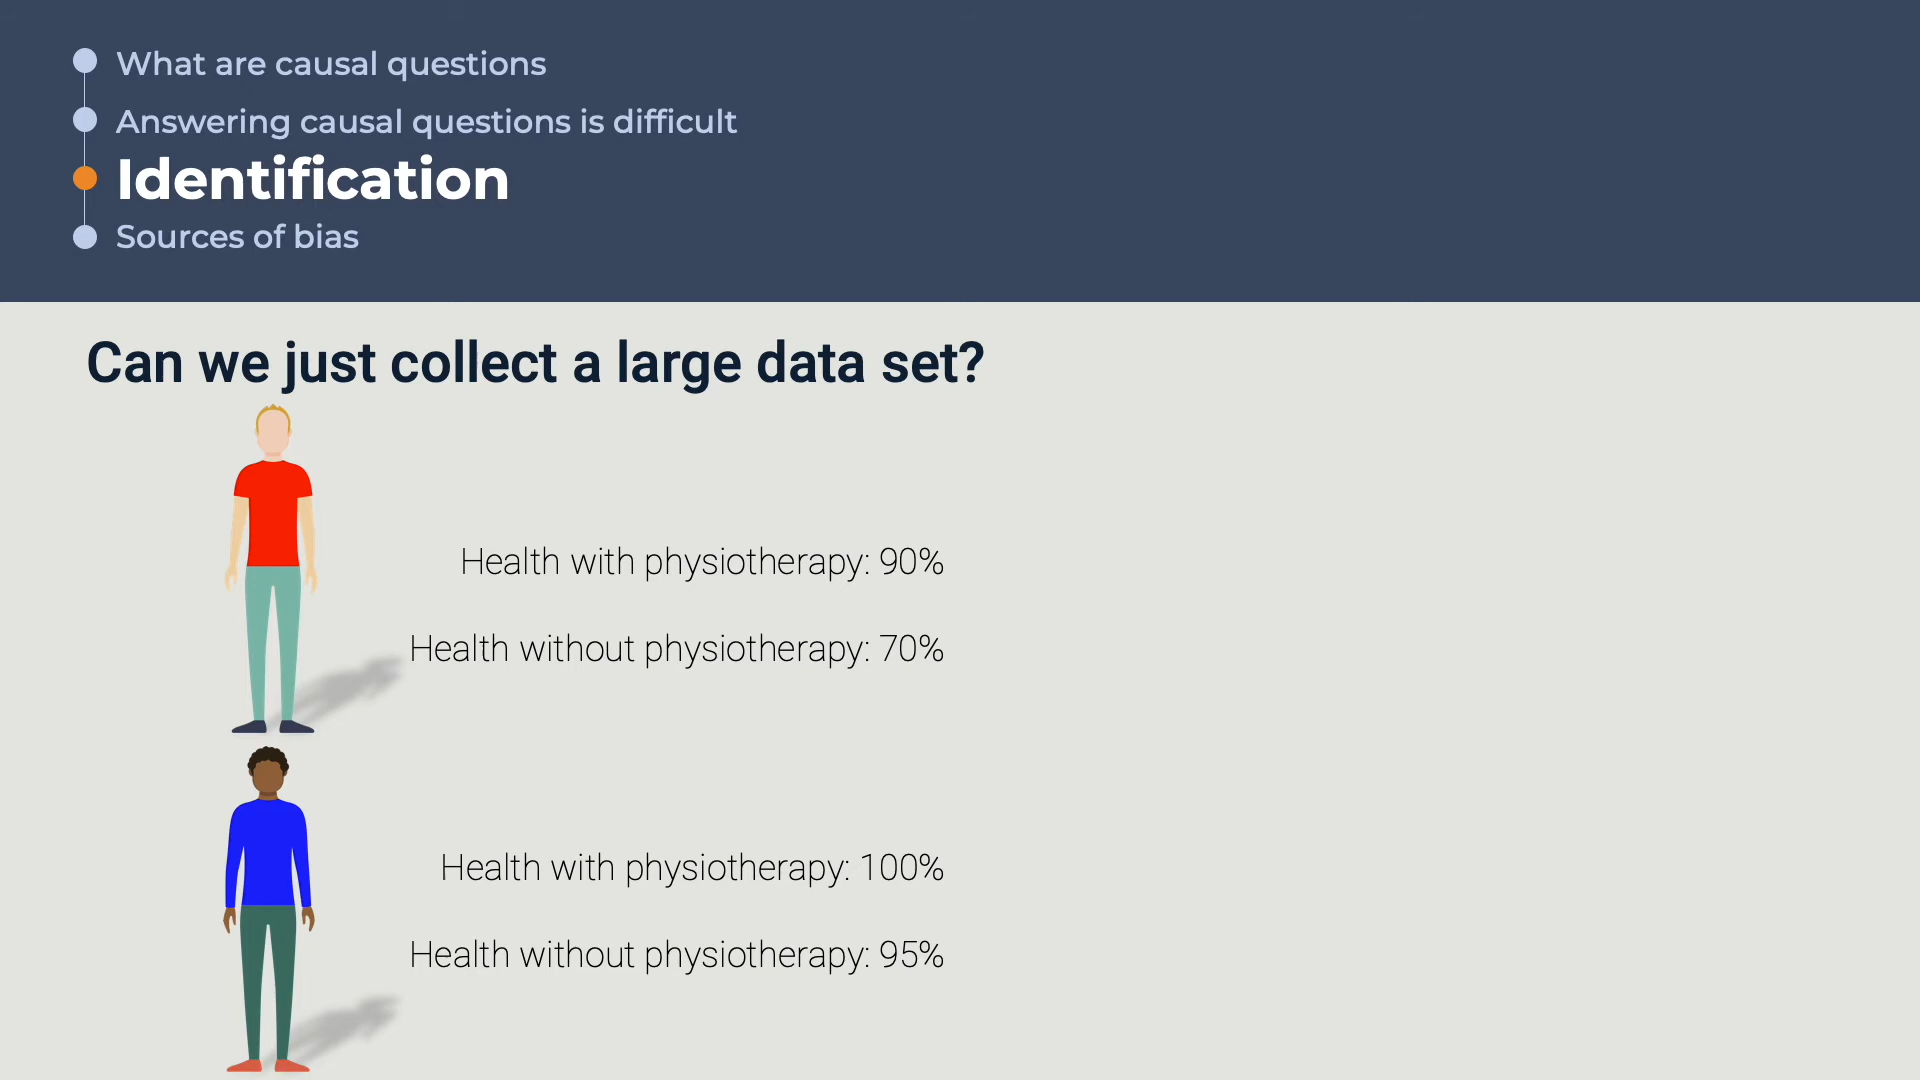 What are causal questions
Answering causal questions is difficult
Identification
Sources of bias
Can we just collect a large data set?
Health with physiotherapy: 90%
Health without physiotherapy: 70%
Health with physiotherapy: 100%
Health without physiotherapy: 95%